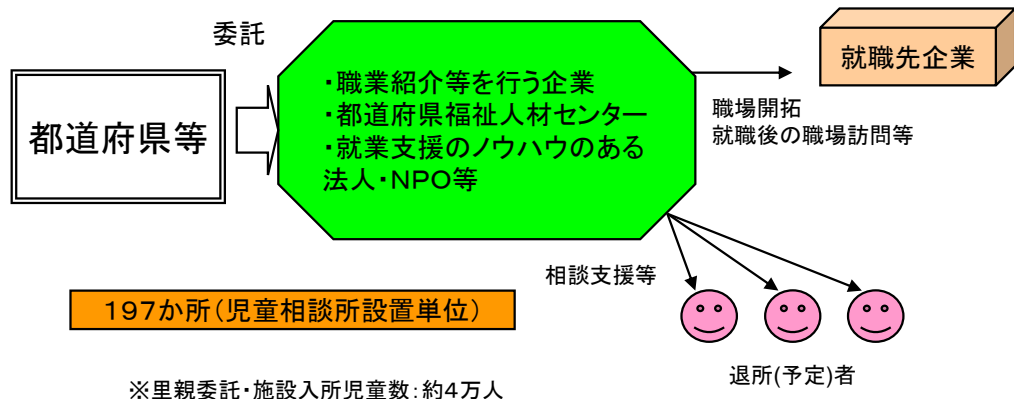 委託
都道府県等
・職業紹介等を行う企業
・都道府県福祉人材センター
・就業支援のノウハウのある
法人・NPO等
就職先企業
職場開拓
就職後の職場訪問等
相談支援等
197か所(児童相談所設置単位)
退所(予定)者
※里親委託・施設入所児童数:約4万人